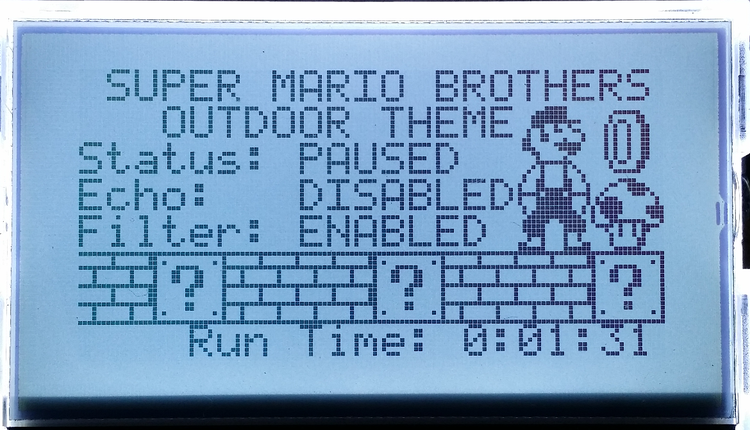 SUPER MARIO BROTHERS
OUTDOOR THEME
Status: PAUSED
Echo: DISABLED
Filter: ENABLED
? ? ?
Run Time: 0:01:31